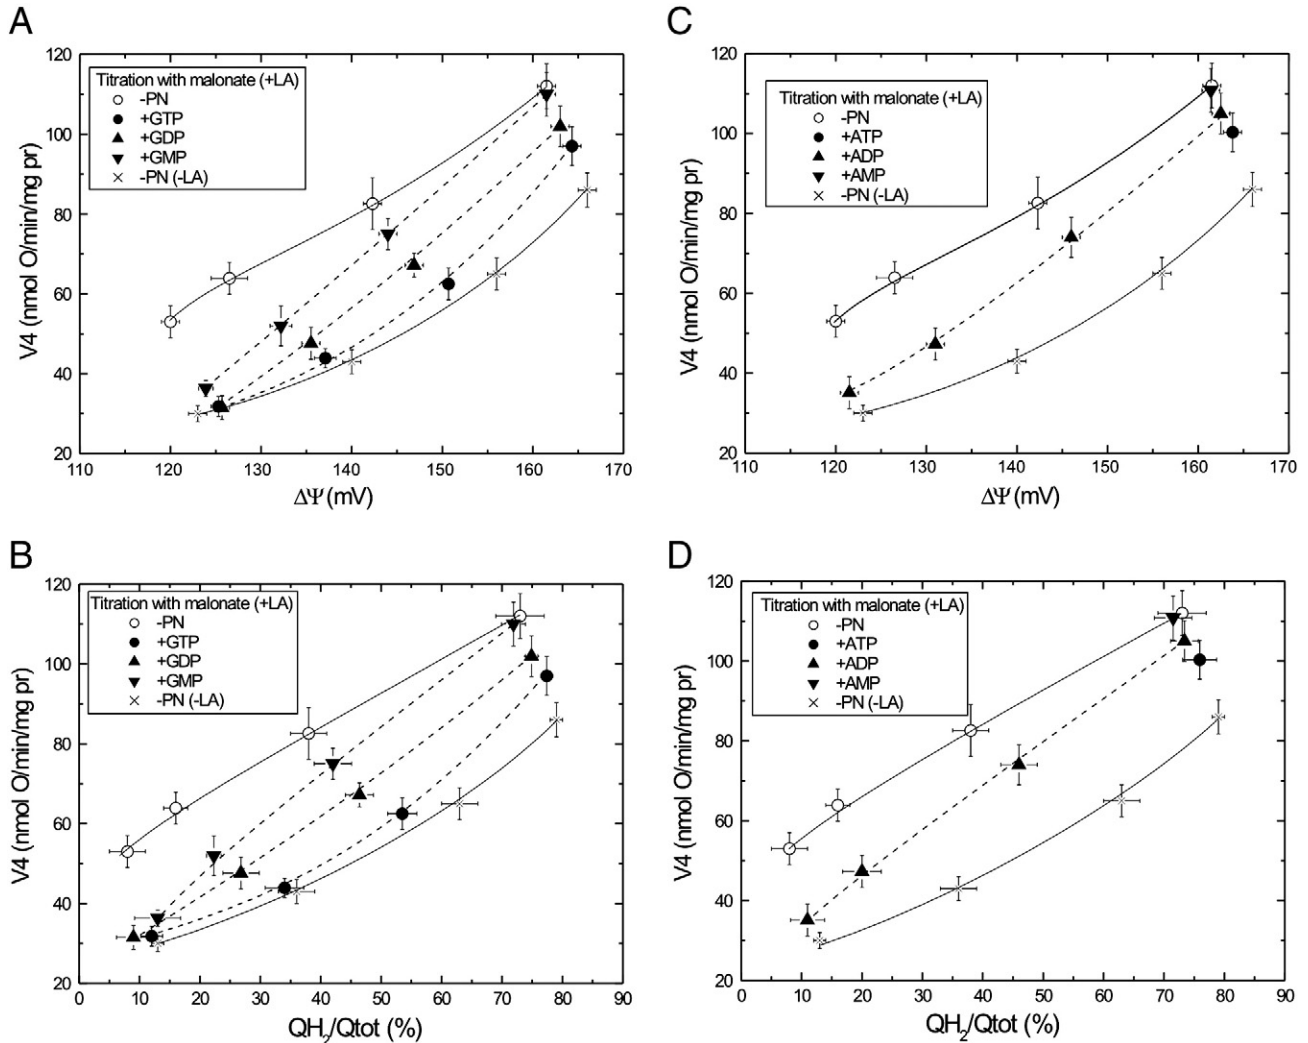 A
120
100
80
60
40
20
V4 (nmol O/min/mg pr)
Titration with malonate (+LA)
-PN
+GTP
+GDP
+GMP
-PN (-LA)
110 120 130 140 150 160 170
ΔΨ (mV)
C
120
100
80
60
40
20
V4 (nmol O/min/mg pr)
Titration with malonate (+LA)
-PN
+ATP
+ADP
+AMP
-PN (-LA)
110 120 130 140 150 160 170
ΔΨ (mV)
B
120
100
80
60
40
20
V4 (nmol O/min/mg pr)
Titration with malonate (+LA)
-PN
+GTP
+GDP
+GMP
-PN (-LA)
0 10 20 30 40 50 60 70 80 90
QH₂/Qtot (%)
D
120
100
80
60
40
20
V4 (nmol O/min/mg pr)
Titration with malonate (+LA)
-PN
+ATP
+ADP
+AMP
-PN (-LA)
0 10 20 30 40 50 60 70 80 90
QH₂/Qtot (%)